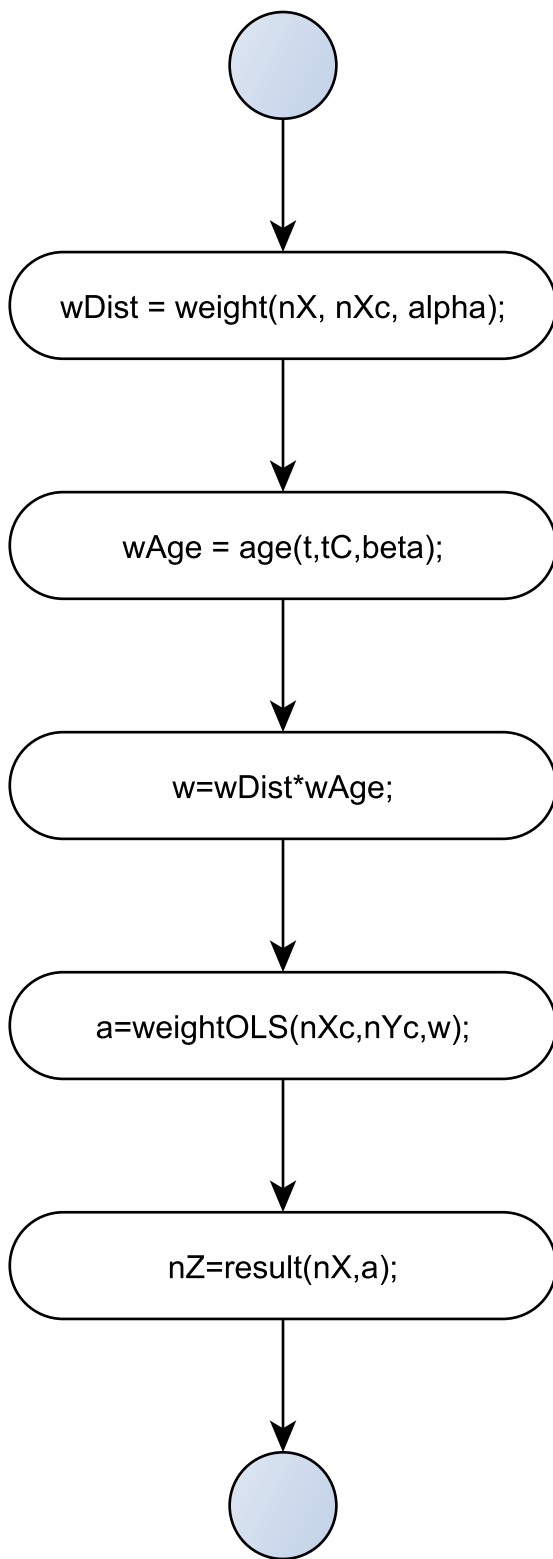 wDist = weight(nX, nXc, alpha);
wAge = age(t,tC,beta);
w=wDist*wAge;
a=weightOLS(nXc,nYc,w);
nZ=result(nX,a);